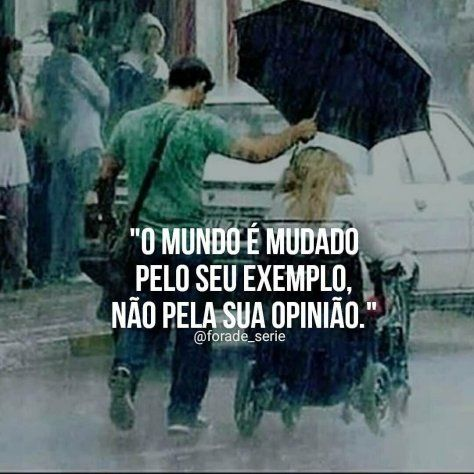 "O MUNDO É MUDADO
PELO SEU EXEMPLO,
NÃO PELA SUA OPINIÃO."
@forade_serie